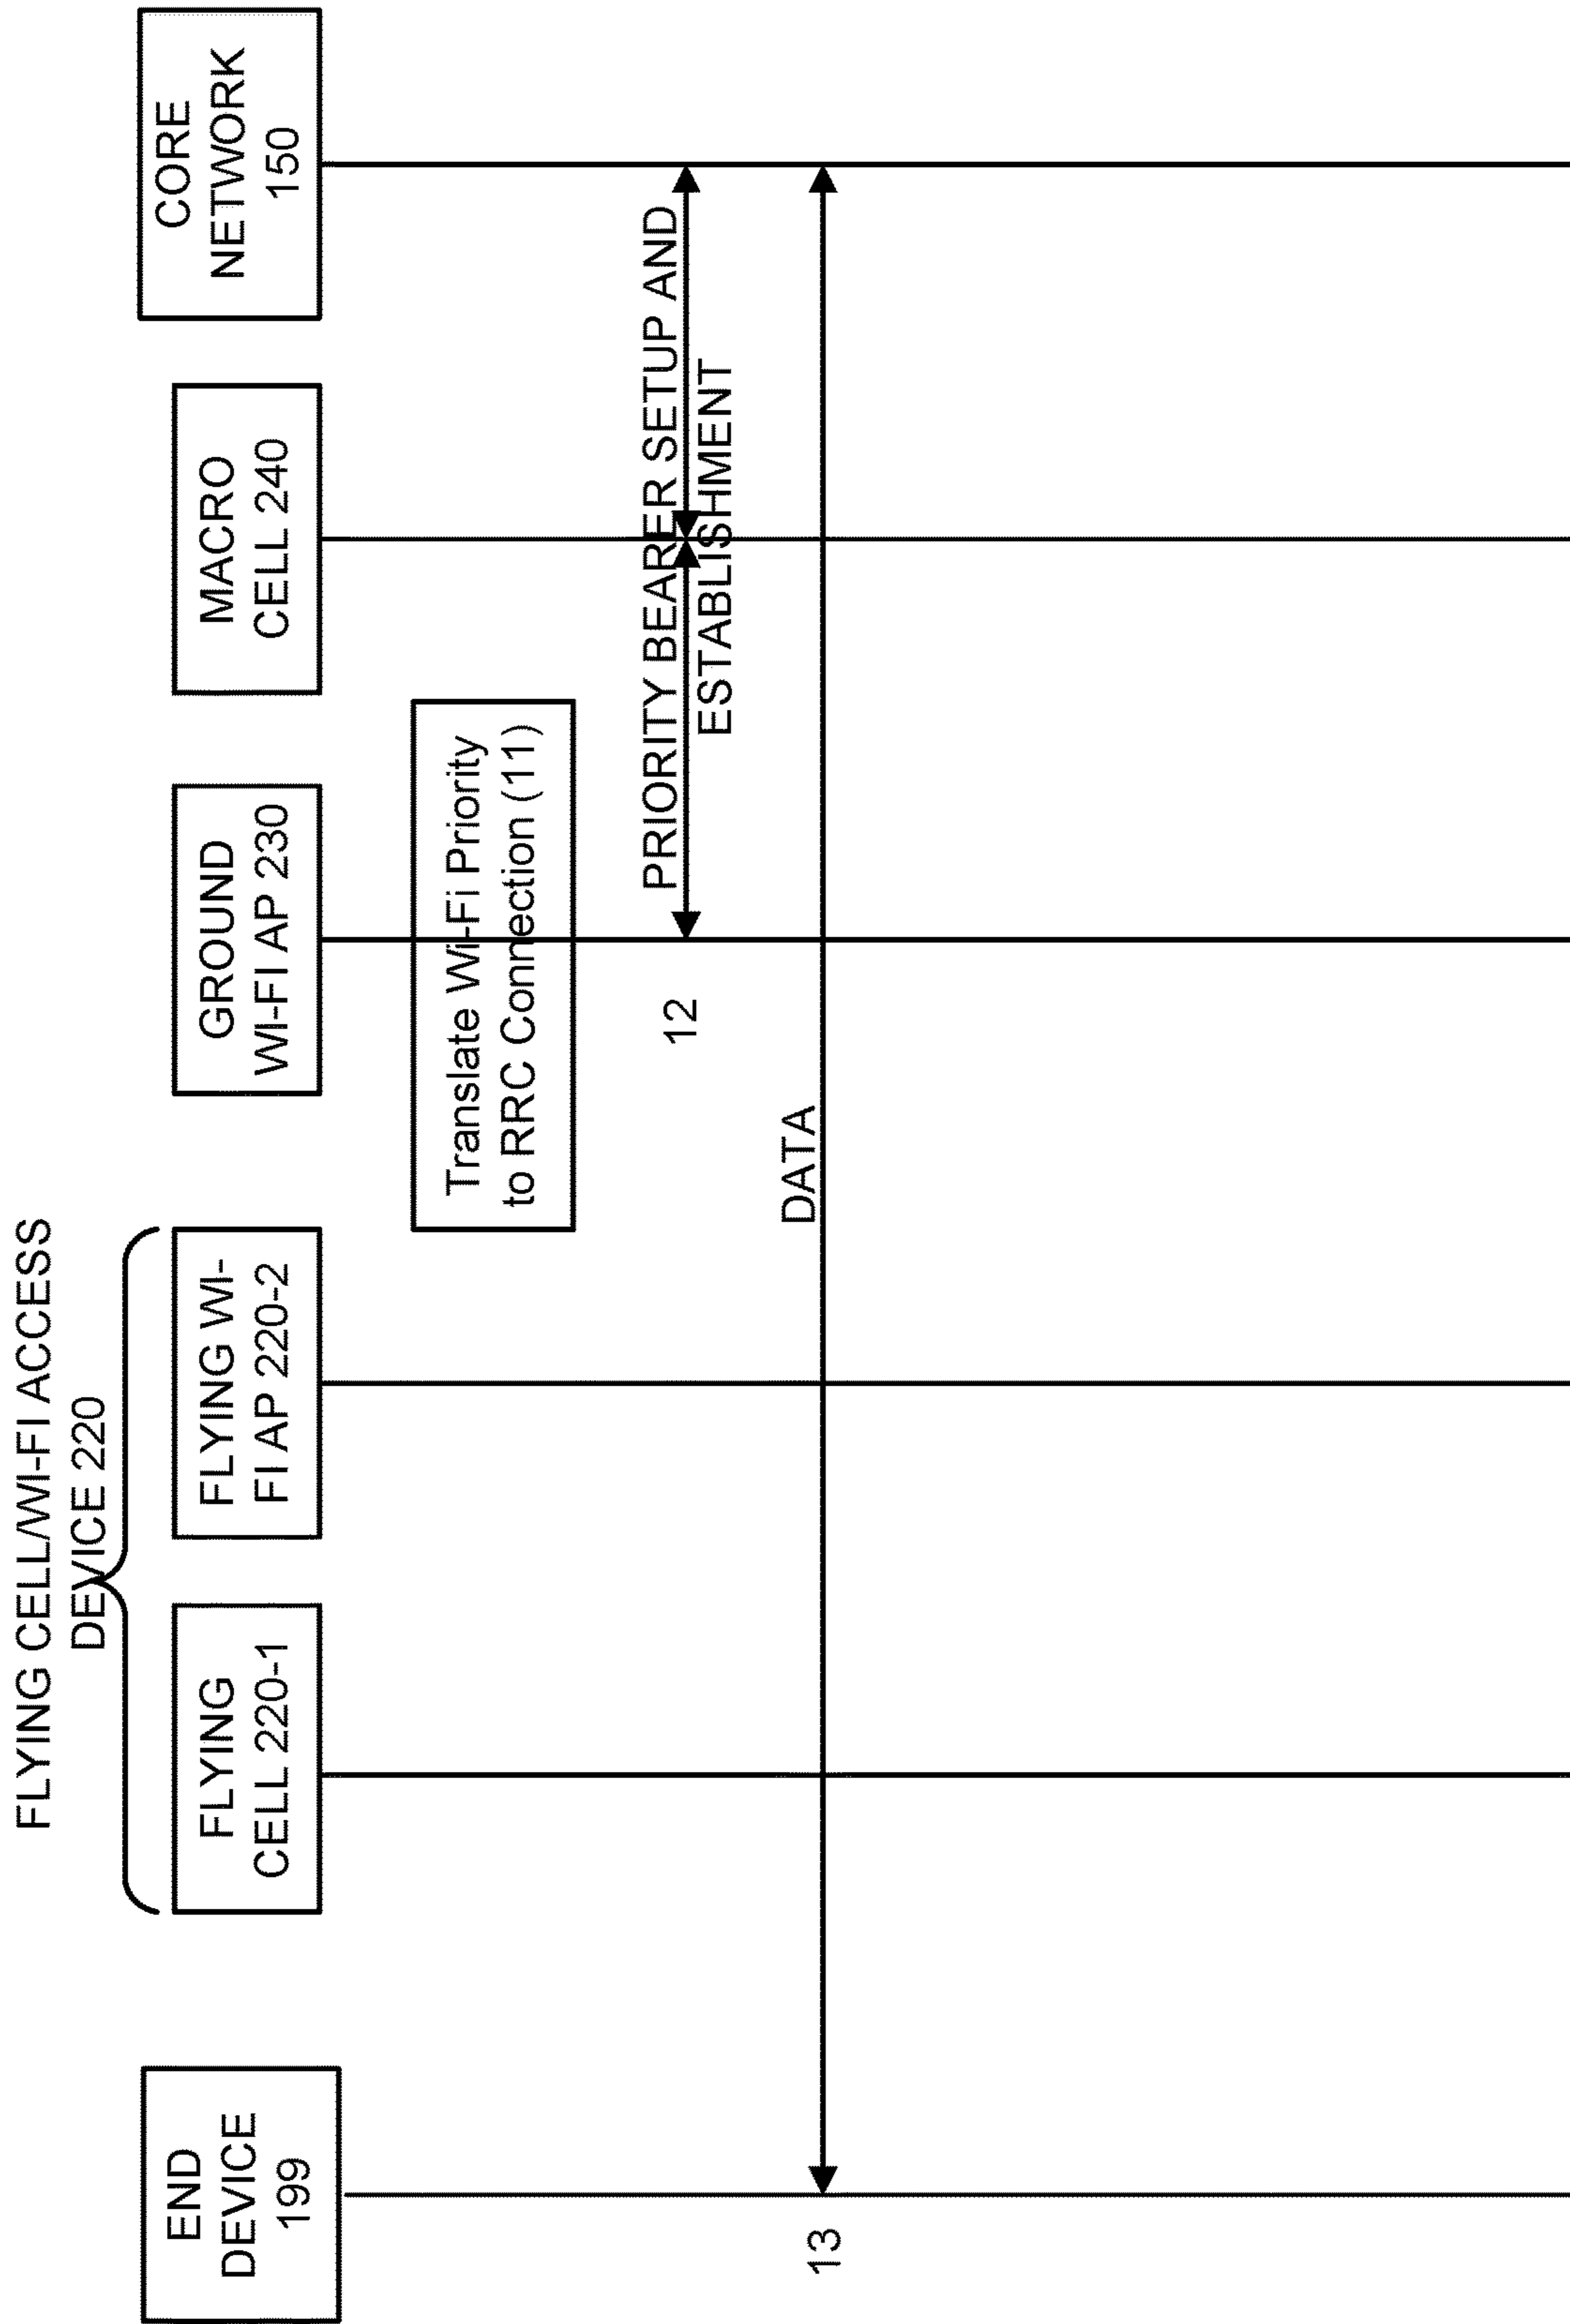 FLYING CELL/WI-FI ACCESS
DEVICE 220
END
DEVICE
199
FLYING
CELL 220-1
FLYING WI-
FI AP 220-2
GROUND
WI-FI AP 230
MACRO
CELL 240
CORE
NETWORK
150
Translate Wi-Fi Priority
to RRC Connection (11)
12
PRIORITY BEARER SETUP AND
ESTABLISHMENT
13
DATA